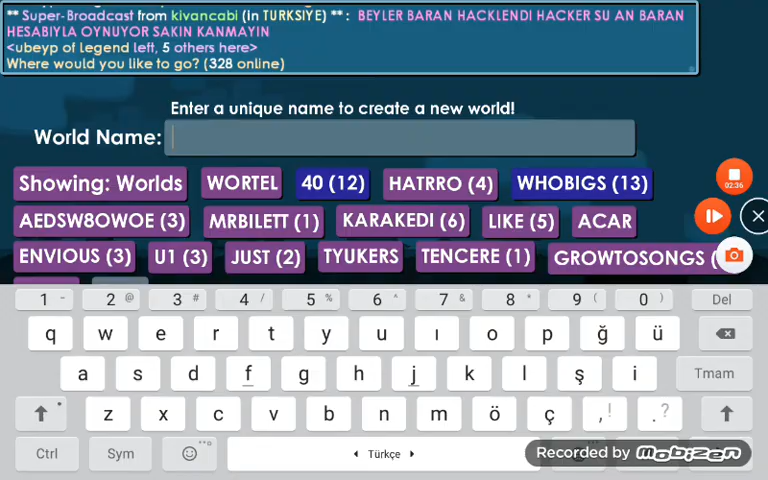 ** Super-Broadcast from kivancabi (in TURKSIYE) ** : BEYLER BARAN HACKLENDI HACKER SU AN BARAN
HESABIYLA OYNUYOR SAKIN KANMAYIN
<ubeyp of Legend left, 5 others here>
Where would you like to go? (328 online)
Enter a unique name to create a new world!
World Name:
Showing: Worlds WORTEL 40 (12) HATRRO (4) WHOBIGS (13)
02:36
AEDSW8OWOE (3) MRBILETT (1) KARAKEDI (6) LIKE (5) ACAR
ENVIOUS (3) U1 (3) JUST (2) TYUKERS TENCERE (1) GROWTOSONGS (
1 - 2 @ 3 # 4 / 5 % 6 ^ 7 & 8 * 9 ( 0 ) Del
q w e r t y u ı o p ğ ü
a s d f g h j k l ş i Tmam
z x c v b n m ö ç , ! . ?
Ctrl Sym Türkçe
Recorded by Mobizen